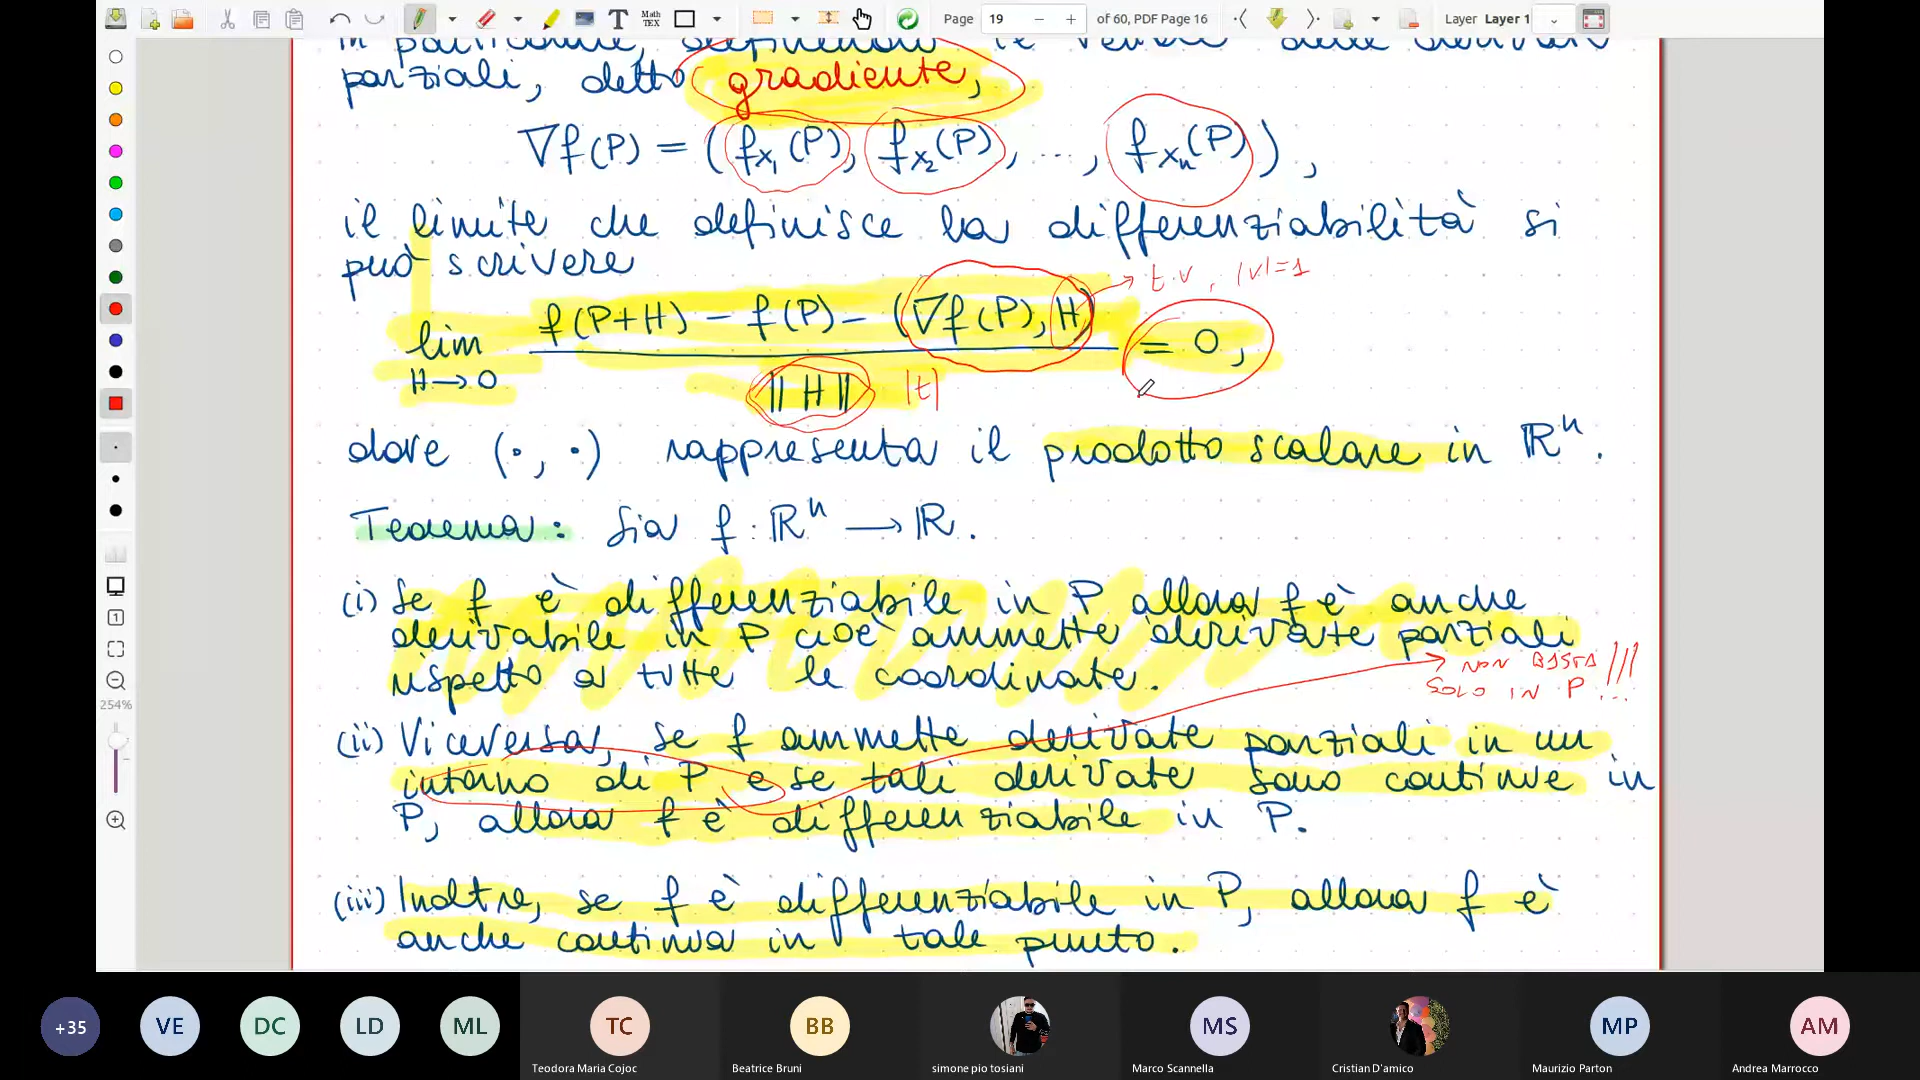 Page 19 of 60, PDF Page 16 Layer Layer 1
Math TEX
parziali, detto gradiente,
∇f(P) = (fx₁(P), fx₂(P), ..., fxₙ(P)),
il limite che definisce la differenziabilità si
può scrivere
t·v, |v|=1
f(P+H) - f(P) - (∇f(P), H)
lim = 0,
H→0 ||H|| |t|
dove (·,·) rappresenta il prodotto scalare in ℝⁿ.
Teorema: Sia f: ℝⁿ → ℝ.
(i) Se f è differenziabile in P allora f è anche
derivabile in P cioè ammette derivate parziali
rispetto a tutte le coordinate.
NON BASTA !!!
SOLO IN P ...
(ii) Viceversa, se f ammette derivate parziali in un
intorno di P e se tali derivate sono continue in
P, allora f è differenziabile in P.
(iii) Inoltre, se f è differenziabile in P, allora f è
anche continua in tale punto.
254%
+35 VE DC LD ML TC BB MS MP AM
Teodora Maria Cojoc Beatrice Bruni simone pio tosiani Marco Scannella Cristian D'amico Maurizio Parton Andrea Marrocco